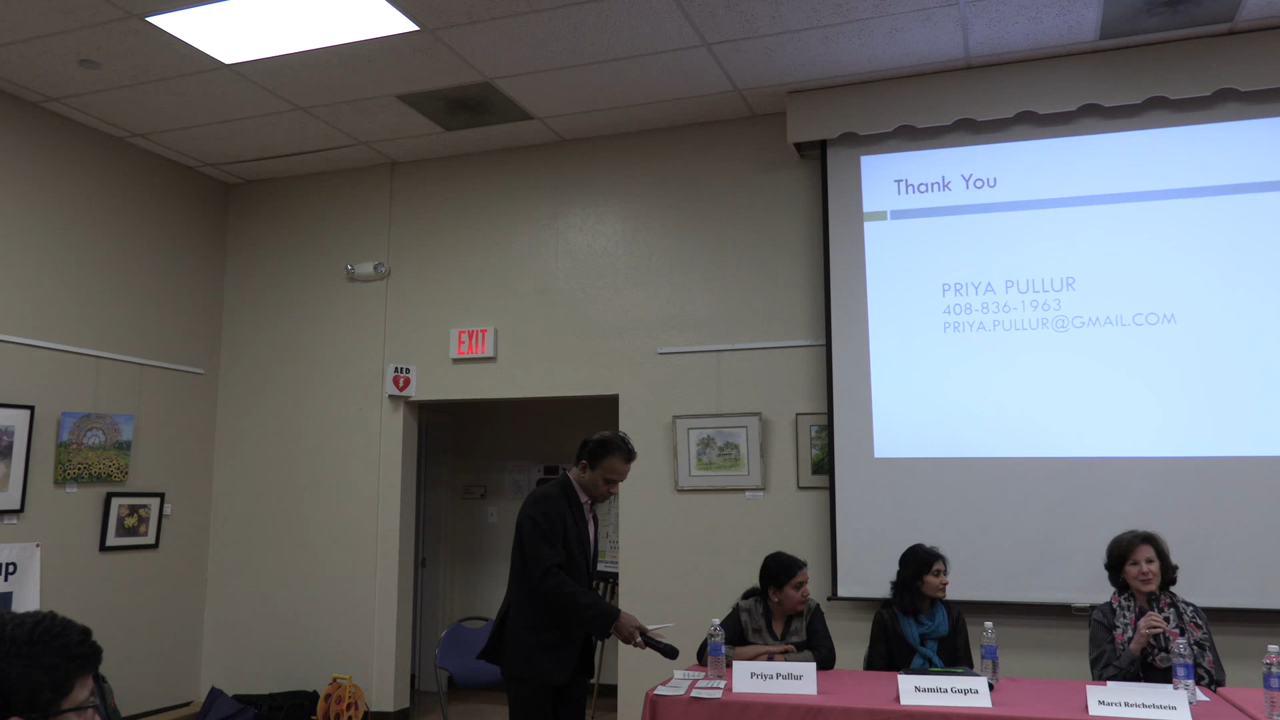 Thank You
PRIYA PULLUR
408-836-1963
PRIYA.PULLUR@GMAIL.COM
EXIT
AED
up
Priya Pullur
Namita Gupta
Marci Reichelstein